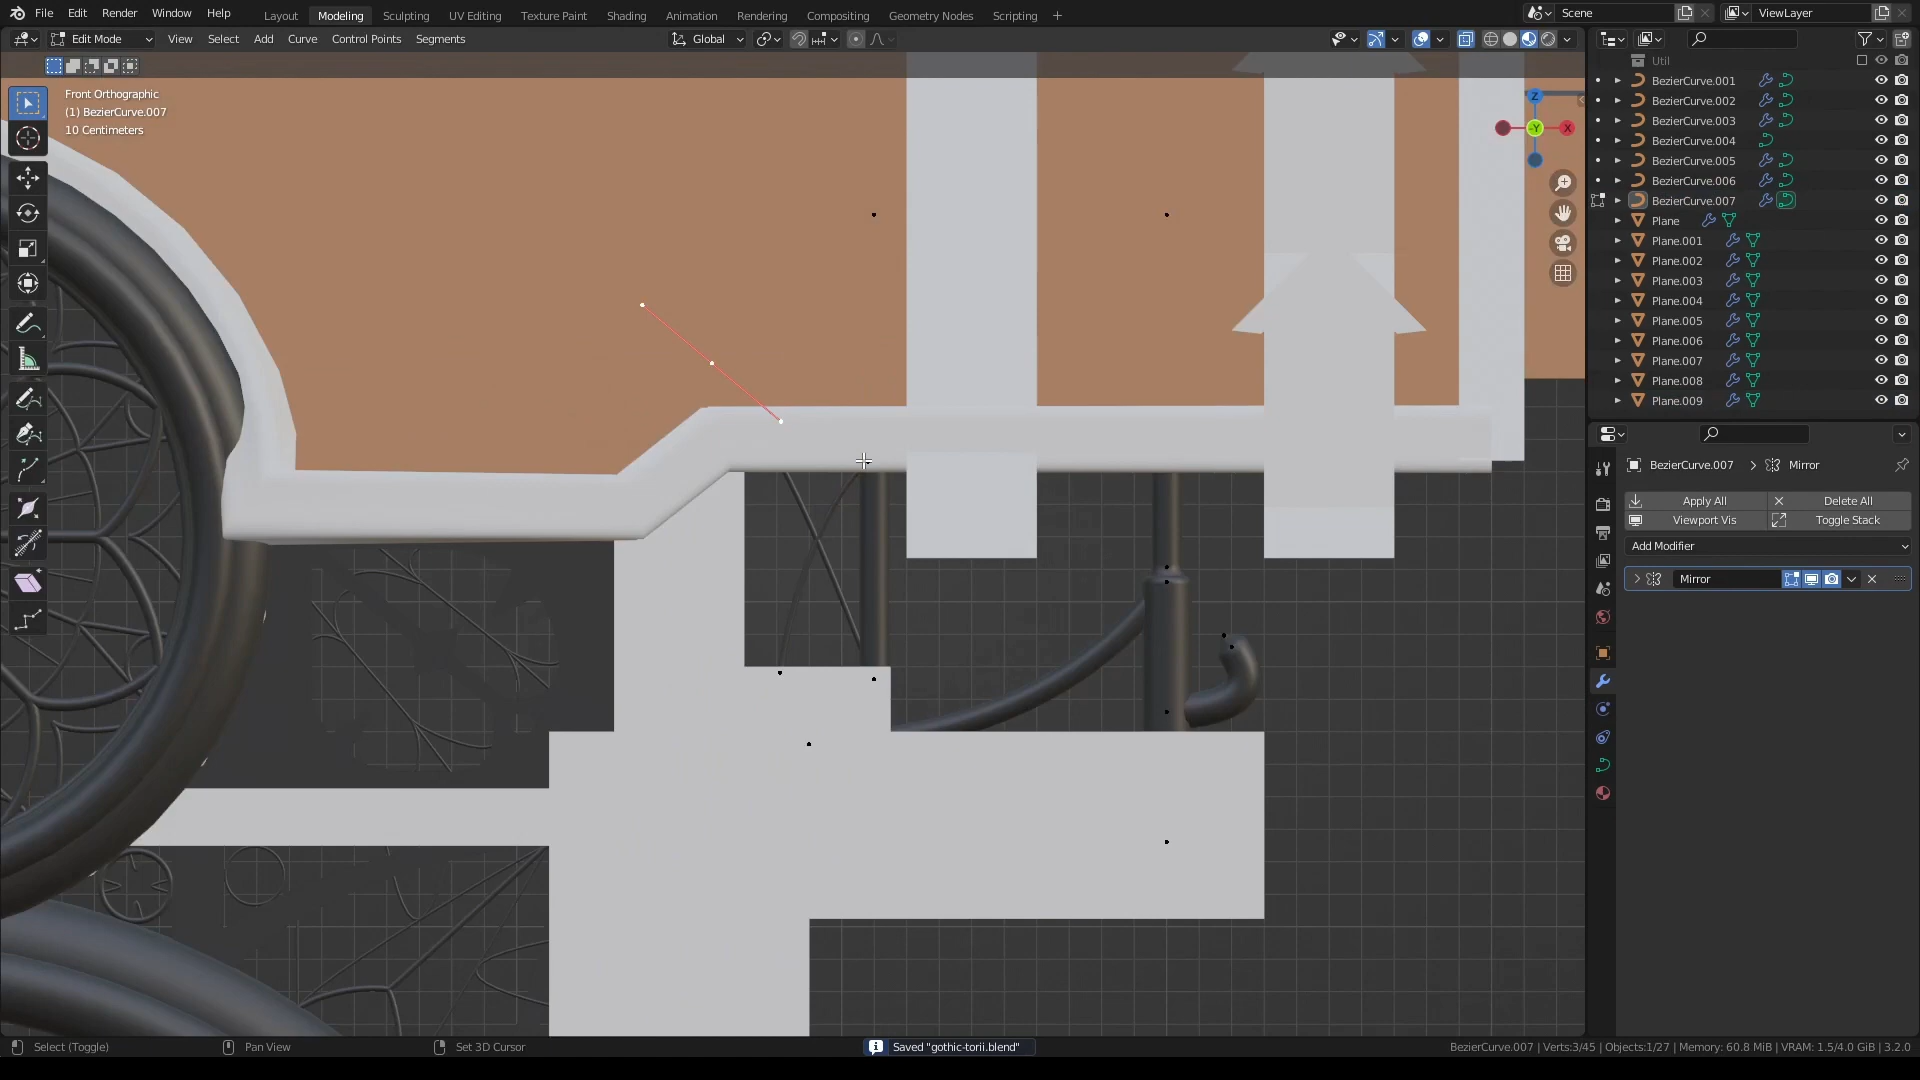 File Edit Render Window Help Layout Modeling Sculpting UV Editing Texture Paint Shading Animation Rendering Compositing Geometry Nodes Scripting + Scene ViewLayer
Edit Mode View Select Add Curve Control Points Segments Global
Front Orthographic
(1) BezierCurve.007
10 Centimeters
Z
Y
X
Util
BezierCurve.001
BezierCurve.002
BezierCurve.003
BezierCurve.004
BezierCurve.005
BezierCurve.006
BezierCurve.007
Plane
Plane.001
Plane.002
Plane.003
Plane.004
Plane.005
Plane.006
Plane.007
Plane.008
Plane.009
BezierCurve.007 > Mirror
Apply All Delete All
Viewport Vis Toggle Stack
Add Modifier
Mirror
Select (Toggle) Pan View Set 3D Cursor Saved "gothic-torii.blend" BezierCurve.007 | Verts:3/45 | Objects:1/27 | Memory: 60.8 MiB | VRAM: 1.5/4.0 GiB | 3.2.0